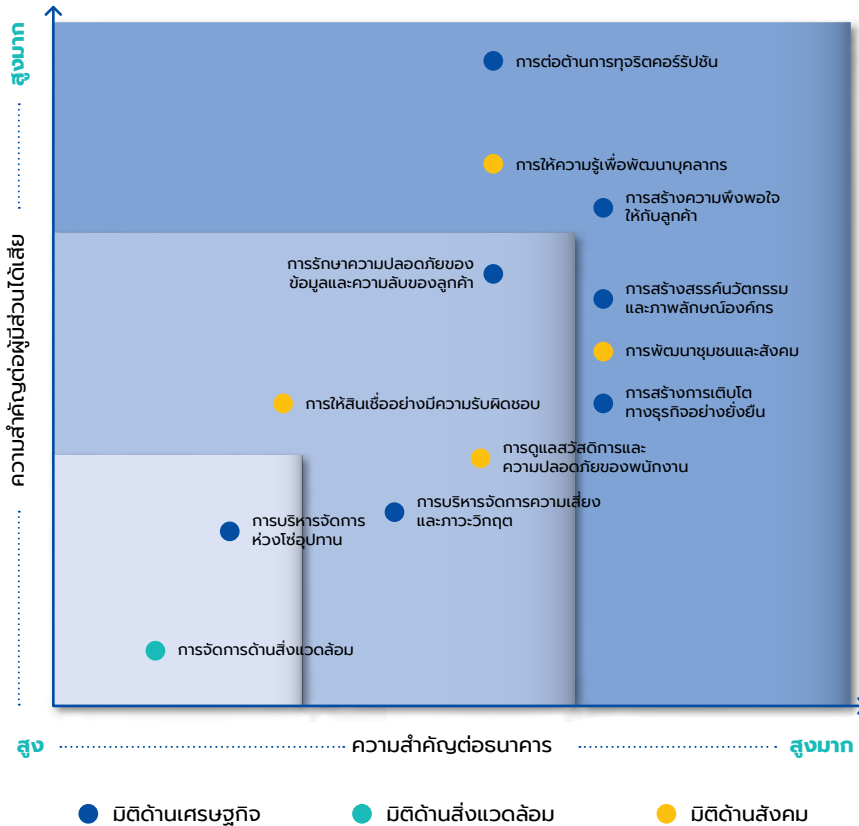 สูงมาก
ความสำคัญต่อผู้มีส่วนได้เสีย
การต่อต้านการทุจริตคอร์รัปชัน
การให้ความรู้เพื่อพัฒนาบุคลากร
การสร้างความพึงพอใจ
ให้กับลูกค้า
การรักษาความปลอดภัยของ
ข้อมูลและความลับของลูกค้า
การสร้างสรรค์นวัตกรรม
และภาพลักษณ์องค์กร
การพัฒนาชุมชนและสังคม
การให้สินเชื่ออย่างมีความรับผิดชอบ
การสร้างการเติบโต
ทางธุรกิจอย่างยั่งยืน
การดูแลสวัสดิการและ
ความปลอดภัยของพนักงาน
การบริหารจัดการความเสี่ยง
และภาวะวิกฤต
การบริหารจัดการ
ห่วงโซ่อุปทาน
การจัดการด้านสิ่งแวดล้อม
สูง ความสำคัญต่อธนาคาร สูงมาก
มิติด้านเศรษฐกิจ มิติด้านสิ่งแวดล้อม มิติด้านสังคม